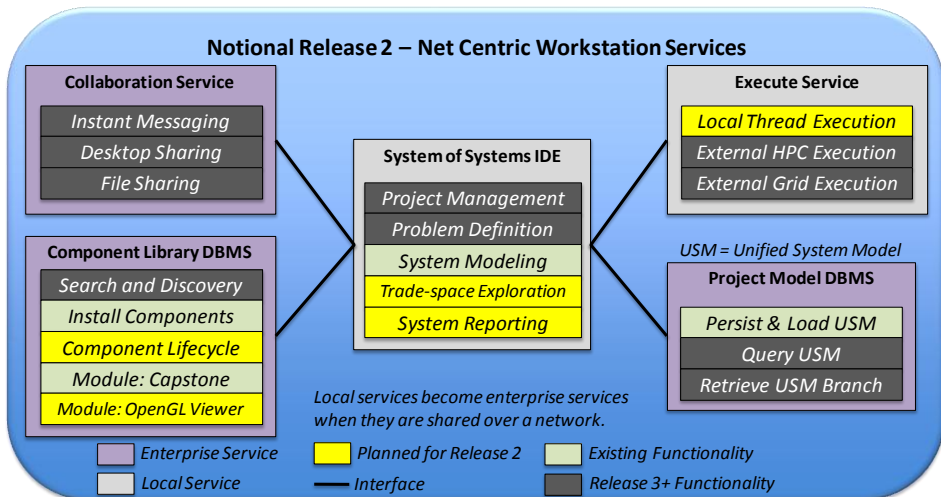 Notional Release 2 – Net Centric Workstation Services
Collaboration Service
Instant Messaging
Desktop Sharing
File Sharing
Component Library DBMS
Search and Discovery
Install Components
Component Lifecycle
Module: Capstone
Module: OpenGL Viewer
System of Systems IDE
Project Management
Problem Definition
System Modeling
Trade-space Exploration
System Reporting
Execute Service
Local Thread Execution
External HPC Execution
External Grid Execution
USM = Unified System Model
Project Model DBMS
Persist & Load USM
Query USM
Retrieve USM Branch
Local services become enterprise services
when they are shared over a network.
Enterprise Service
Planned for Release 2
Existing Functionality
Local Service
Interface
Release 3+ Functionality